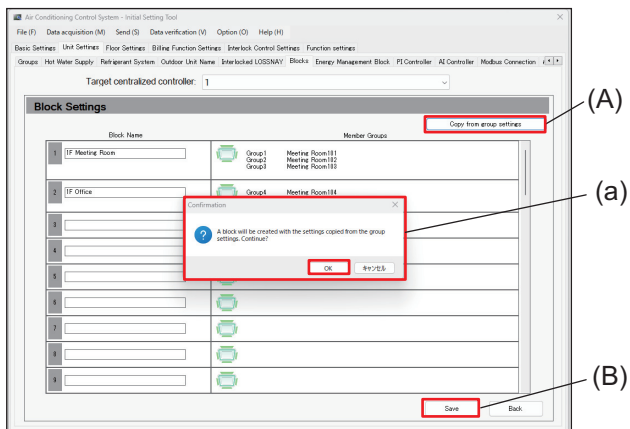 Air Conditioning Control System - Initial Setting Tool
File (F) Data acquisition (M) Send (S) Data verification (V) Option (O) Help (H)
Basic Settings Unit Settings Floor Settings Billing Function Settings Interlock Control Settings Function settings
Groups Hot Water Supply Refrigerant System Outdoor Unit Name Interlocked LOSSNAY Blocks Energy Management Block PI Controller AI Controller Modbus Connection
Target centralized controller: 1
Block Settings
(A)
Copy from group settings
Block Name Member Groups
1 1F Meeting Room Group1 Meeting Room101
Group2 Meeting Room102
Group3 Meeting Room103
2 1F Office Group4 Meeting Room104
(a)
Confirmation
3
A block will be created with the settings copied from the group
settings. Continue?
4
OK キャンセル
5
6
7
8
9
(B)
Save Back